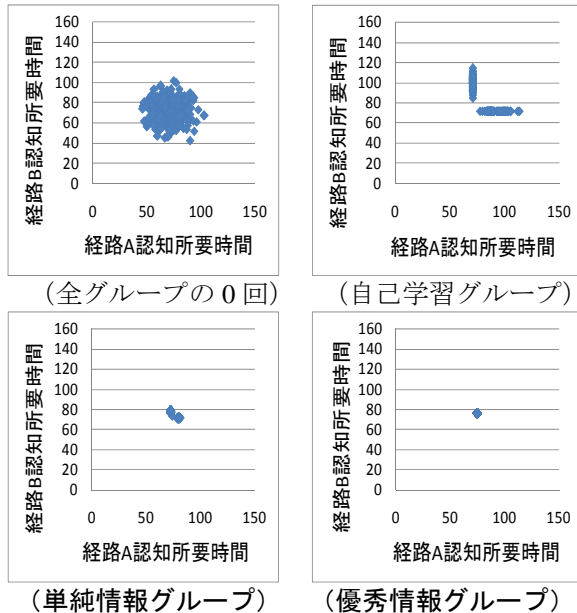 経路B認知所要時間
160
140
120
100
80
60
40
20
0
0 50 100 150
経路A認知所要時間
（全グループの0回）
経路B認知所要時間
160
140
120
100
80
60
40
20
0
0 50 100 150
経路A認知所要時間
（自己学習グループ）
経路B認知所要時間
160
140
120
100
80
60
40
20
0
0 50 100 150
経路A認知所要時間
（単純情報グループ）
経路B認知所要時間
160
140
120
100
80
60
40
20
0
0 50 100 150
経路A認知所要時間
（優秀情報グループ）